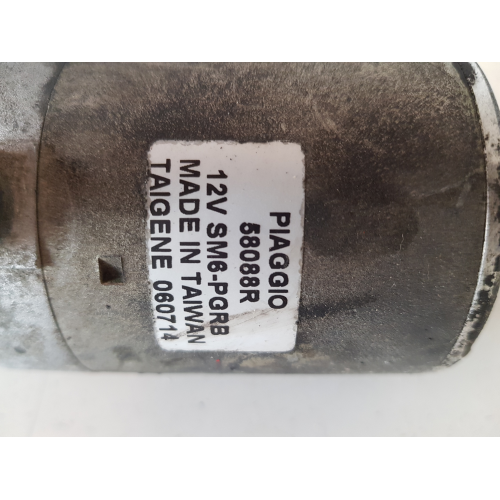 PIAGGIO
58088R
12V SM6-PGRB
MADE IN TAIWAN
TAIGENE 060714